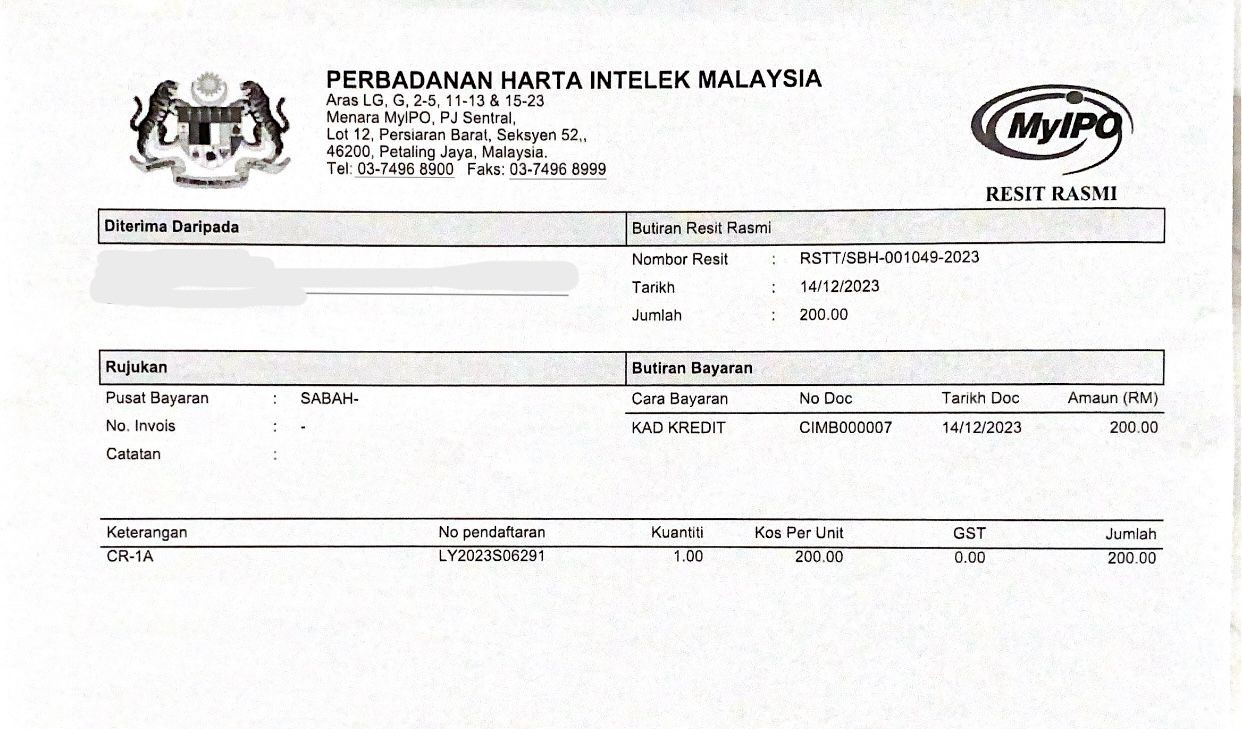 PERBADANAN HARTA INTELEK MALAYSIA
Aras LG, G, 2-5, 11-13 & 15-23
Menara MyIPO, PJ Sentral,
Lot 12, Persiaran Barat, Seksyen 52,,
46200, Petaling Jaya, Malaysia.
Tel: 03-7496 8900 Faks: 03-7496 8999
MyIPO
RESIT RASMI
Diterima Daripada
Butiran Resit Rasmi
Nombor Resit : RSTT/SBH-001049-2023
Tarikh : 14/12/2023
Jumlah : 200.00
Rujukan
Pusat Bayaran : SABAH-
No. Invois : -
Catatan :
Butiran Bayaran
Cara Bayaran No Doc Tarikh Doc Amaun (RM)
KAD KREDIT CIMB000007 14/12/2023 200.00
Keterangan No pendaftaran Kuantiti Kos Per Unit GST Jumlah
CR-1A LY2023S06291 1.00 200.00 0.00 200.00